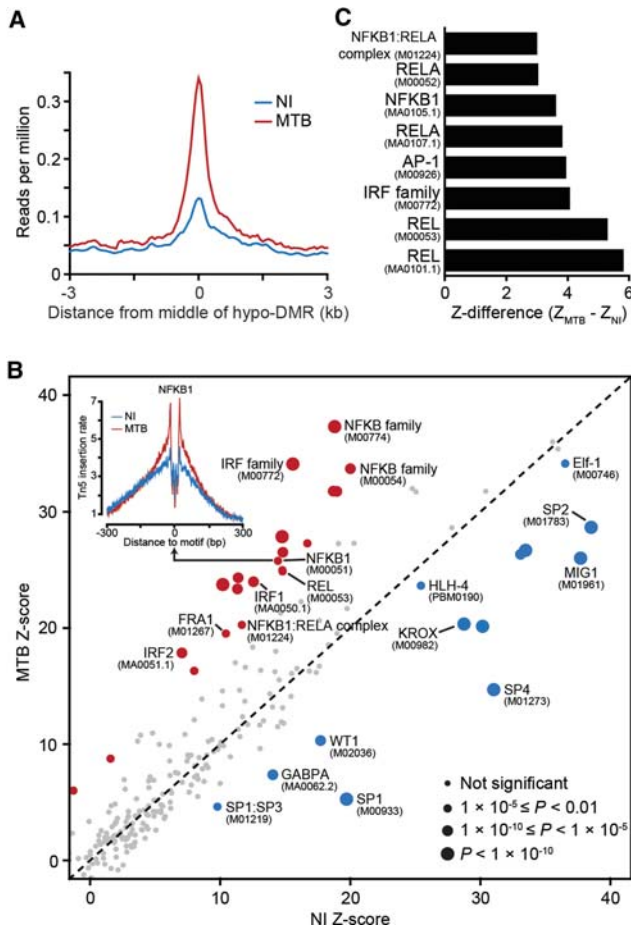 A
Reads per million
0.3
0.2
0.1
0
-3
0
3
NI
MTB
Distance from middle of hypo-DMR (kb)
C
NFKB1:RELA
complex (M01224)
RELA
(M00052)
NFKB1
(MA0105.1)
RELA
(MA0107.1)
AP-1
(M00926)
IRF family
(M00772)
REL
(M00053)
REL
(MA0101.1)
0
2
4
6
Z-difference (ZMTB - ZNI)
B
MTB Z-score
40
30
20
10
0
0
10
20
30
40
NI Z-score
NFKB1
Tn5 insertion rate
7
5
3
1
NI
MTB
-300
0
300
Distance to motif (bp)
NFKB family
(M00774)
IRF family
(M00772)
NFKB family
(M00054)
Elf-1
(M00746)
SP2
(M01783)
MIG1
(M01961)
NFKB1
(M00051)
REL
(M00053)
IRF1
(MA0050.1)
HLH-4
(PBM0190)
FRA1
(M01267)
NFKB1:RELA complex
(M01224)
KROX
(M00982)
IRF2
(MA0051.1)
SP4
(M01273)
WT1
(M02036)
GABPA
(MA0062.2)
SP1
(M00933)
SP1:SP3
(M01219)
Not significant
1 × 10⁻⁵ ≤ P < 0.01
1 × 10⁻¹⁰ ≤ P < 1 × 10⁻⁵
P < 1 × 10⁻¹⁰